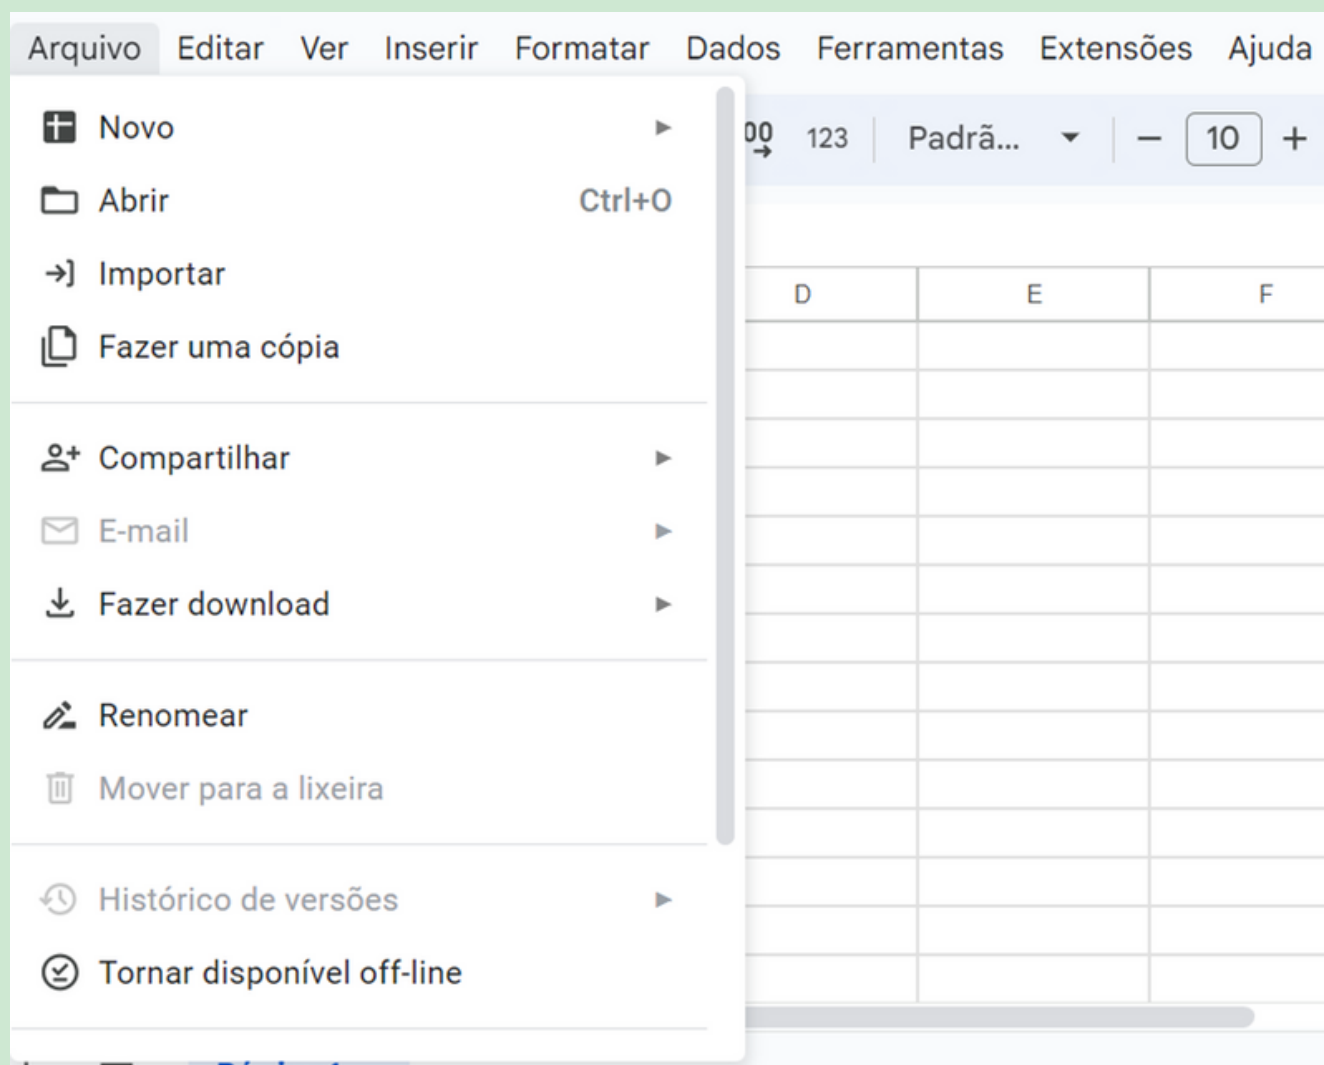 Arquivo Editar Ver Inserir Formatar Dados Ferramentas Extensões Ajuda
Novo
Abrir Ctrl+O
Importar
Fazer uma cópia
Compartilhar
E-mail
Fazer download
Renomear
Mover para a lixeira
Histórico de versões
Tornar disponível off-line
00 123 Padrã... − 10 +
D E F